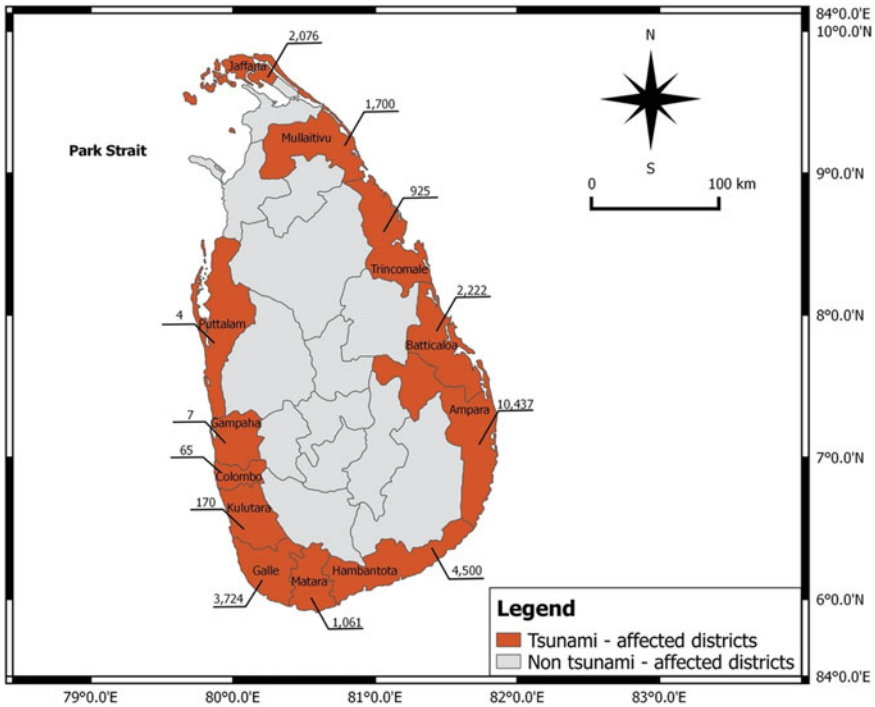 84°0.0'E
10°0.0'N
N
2,076
Jaffana
1,700
Mullaitivu
Park Strait
S
9°0.0'N
0 100 km
925
Trincomale
2,222
4
Puttalam
8°0.0'N
Batticaloa
10,437
Ampara
7
Gampaha
65
7°0.0'N
Colombo
170
Kulutara
Galle
Matara
Hambantota
4,500
3,724
1,061
6°0.0'N
Legend
Tsunami - affected districts
Non tsunami - affected districts
84°0.0'E
79°0.0'E 80°0.0'E 81°0.0'E 82°0.0'E 83°0.0'E